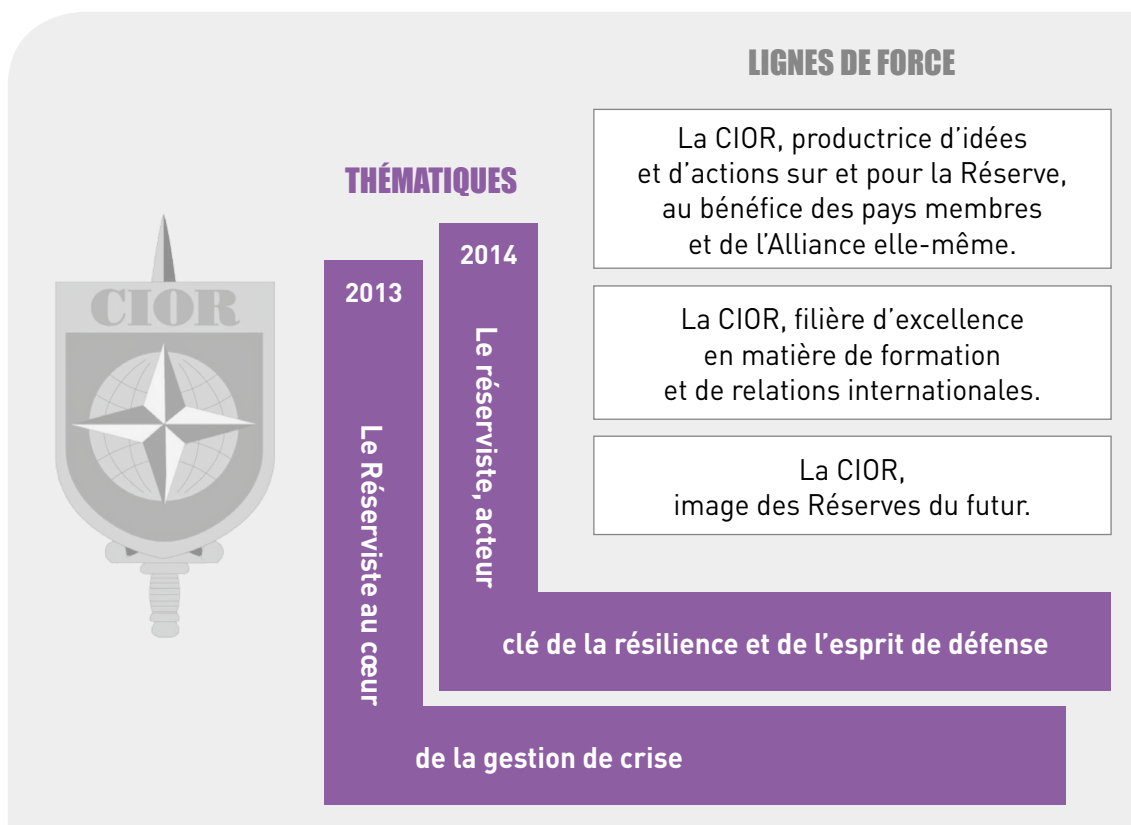 CIOR
THÉMATIQUES
2013
Le Réserviste au cœur
de la gestion de crise
2014
Le réserviste, acteur
clé de la résilience et de l’esprit de défense
LIGNES DE FORCE
La CIOR, productrice d’idées
et d’actions sur et pour la Réserve,
au bénéfice des pays membres
et de l’Alliance elle-même.
La CIOR, filière d’excellence
en matière de formation
et de relations internationales.
La CIOR,
image des Réserves du futur.